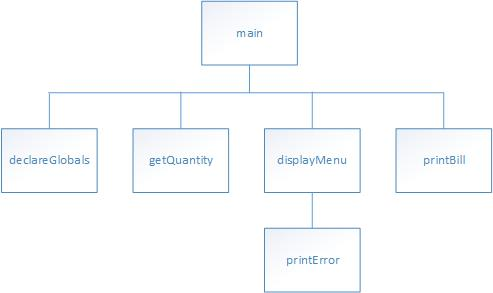 main
declareGlobals
getQuantity
displayMenu
printBill
printError